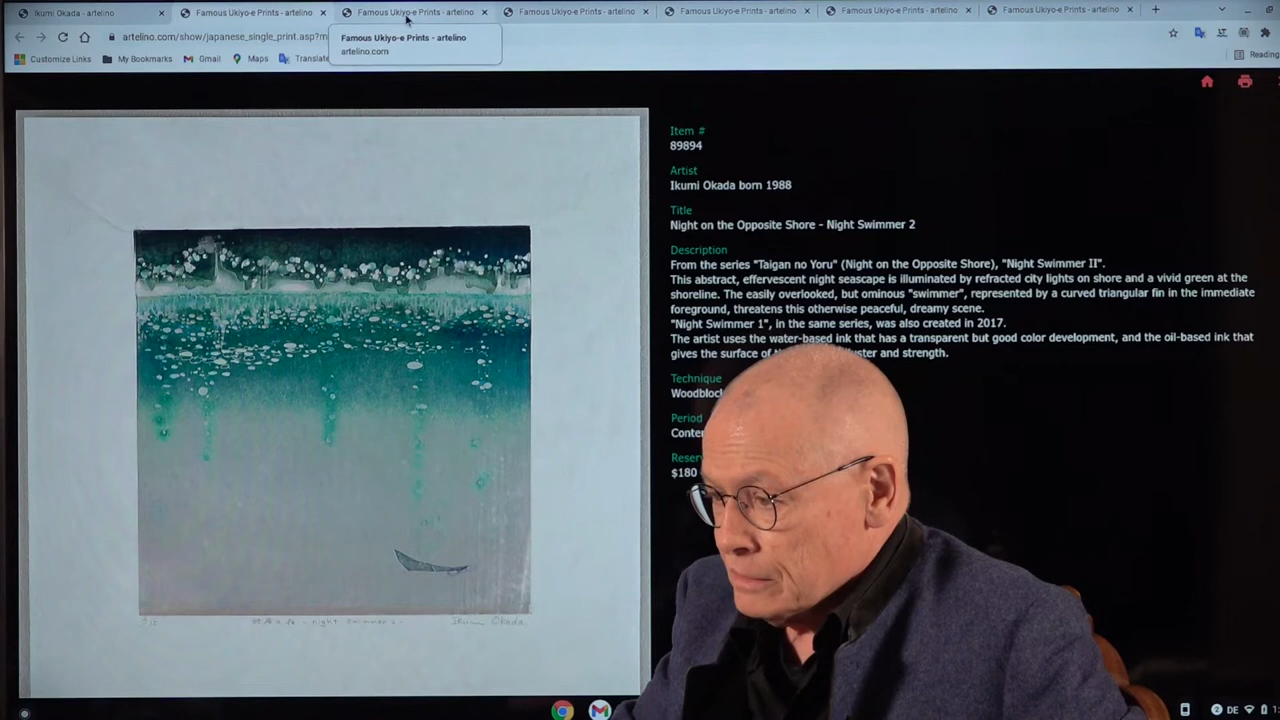 Ikumi Okada - artelino
Famous Ukiyo-e Prints - artelino
Famous Ukiyo-e Prints - artelino
Famous Ukiyo-e Prints - artelino
Famous Ukiyo-e Prints - artelino
Famous Ukiyo-e Prints - artelino
Famous Ukiyo-e Prints - artelino
artelino.com/show/japanese_single_print.asp?m
Famous Ukiyo-e Prints - artelino
artelino.com
Customize Links
My Bookmarks
Gmail
Maps
Translate
Reading
Item #
89894
Artist
Ikumi Okada born 1988
Title
Night on the Opposite Shore - Night Swimmer 2
Description
From the series "Taigan no Yoru" (Night on the Opposite Shore), "Night Swimmer II".
This abstract, effervescent night seascape is illuminated by refracted city lights on shore and a vivid green at the
shoreline. The easily overlooked, but ominous "swimmer", represented by a curved triangular fin in the immediate
foreground, threatens this otherwise peaceful, dreamy scene.
"Night Swimmer 1", in the same series, was also created in 2017.
The artist uses the water-based ink that has a transparent but good color development, and the oil-based ink that
gives the surface of luster and strength.
Technique
Woodbloc
Period
Conte
Reser
$180
night swimmer 2 -
Ikumi Okada
2 DE